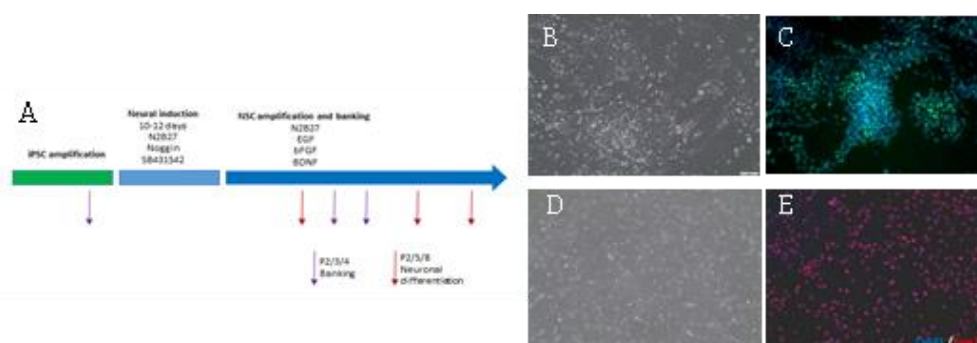 A
iPSC amplification
Neural induction
10-12 days
N2B27
Noggin
SB431542
NSC amplification and banking
N2B27
EGF
bFGF
BDNF
P2/3/4
Banking
P2/5/8
Neuronal
differentiation
B
C
D
E